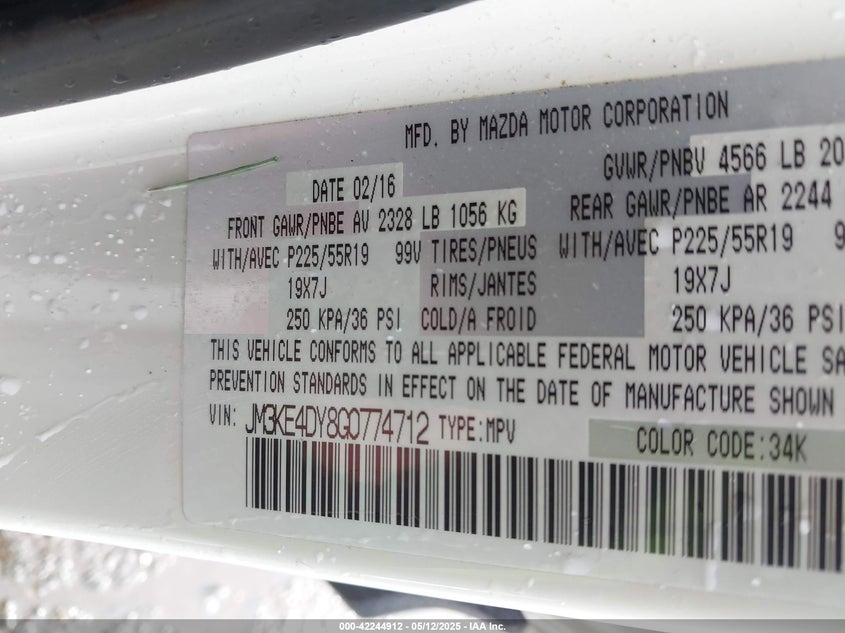 MFD. BY MAZDA MOTOR CORPORATION
DATE 02/16 GVWR/PNBV 4566 LB 20
FRONT GAWR/PNBE AV 2328 LB 1056 KG REAR GAWR/PNBE AR 2244
WITH/AVEC P225/55R19 99V TIRES/PNEUS WITH/AVEC P225/55R19 9
19X7J RIMS/JANTES 19X7J
250 KPA/36 PSI COLD/A FROID 250 KPA/36 PSI
THIS VEHICLE CONFORMS TO ALL APPLICABLE FEDERAL MOTOR VEHICLE SA
PREVENTION STANDARDS IN EFFECT ON THE DATE OF MANUFACTURE SHOWN
VIN: JM3KE4DY8G0774712 TYPE:MPV COLOR CODE:34K
000-42244912 - 05/12/2025 - IAA Inc.